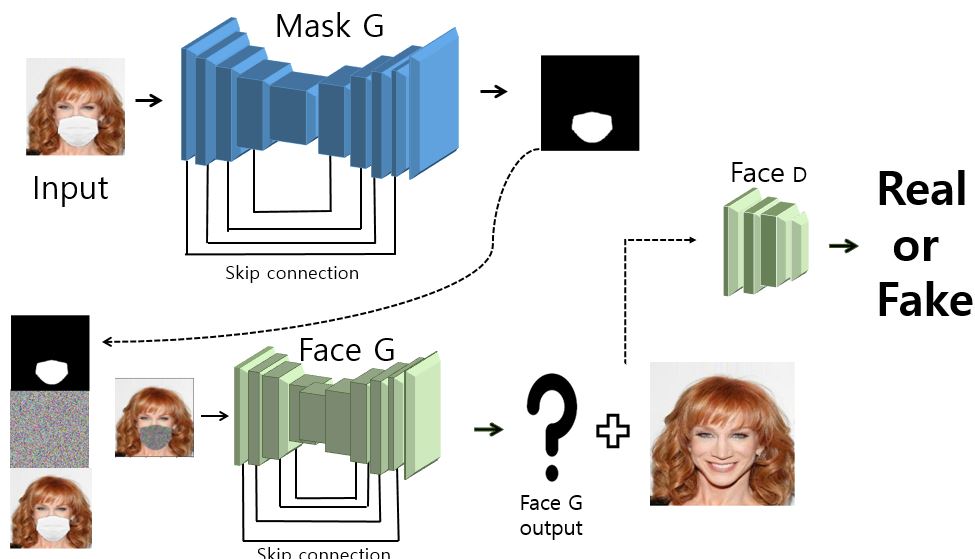 Mask G
Input
Skip connection
Face D
Real
or
Fake
Face G
Face G
output
Skip connection